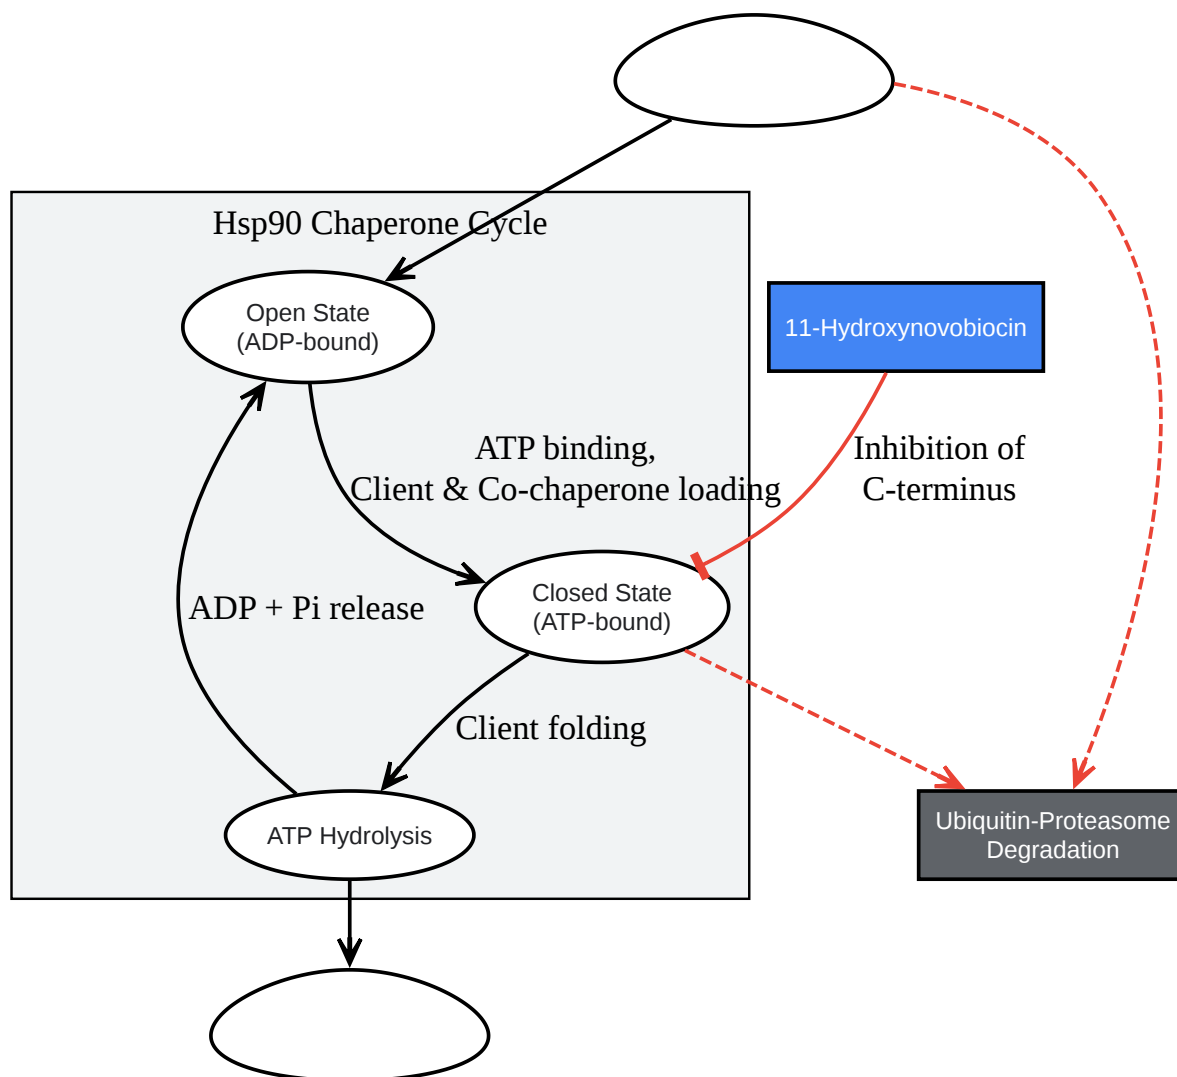 Hsp90 Chaperone Cycle
Open State
(ADP-bound)
11-Hydroxynovobiocin
ATP binding,
Client & Co-chaperone loading
Inhibition of
C-terminus
Closed State
(ATP-bound)
ADP + Pi release
Client folding
ATP Hydrolysis
Ubiquitin-Proteasome
Degradation